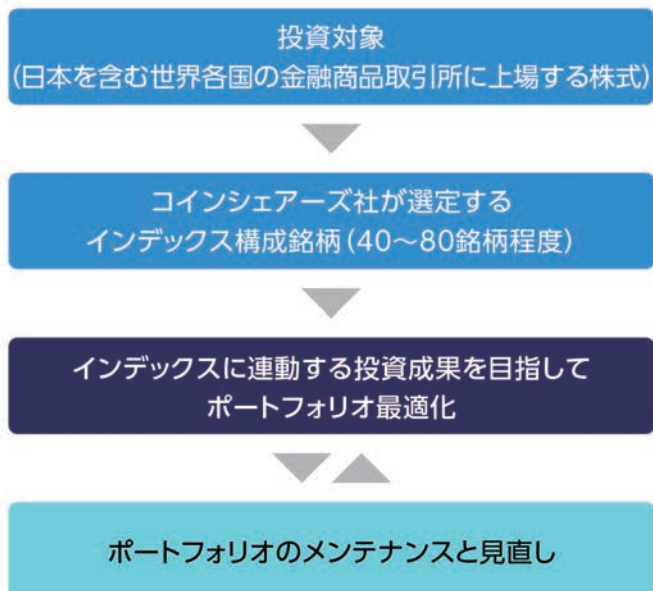 投資対象
(日本を含む世界各国の金融商品取引所に上場する株式)
コインシェアーズ社が選定する
インデックス構成銘柄(40~80銘柄程度)
インデックスに連動する投資成果を目指して
ポートフォリオ最適化
ポートフォリオのメンテナンスと見直し